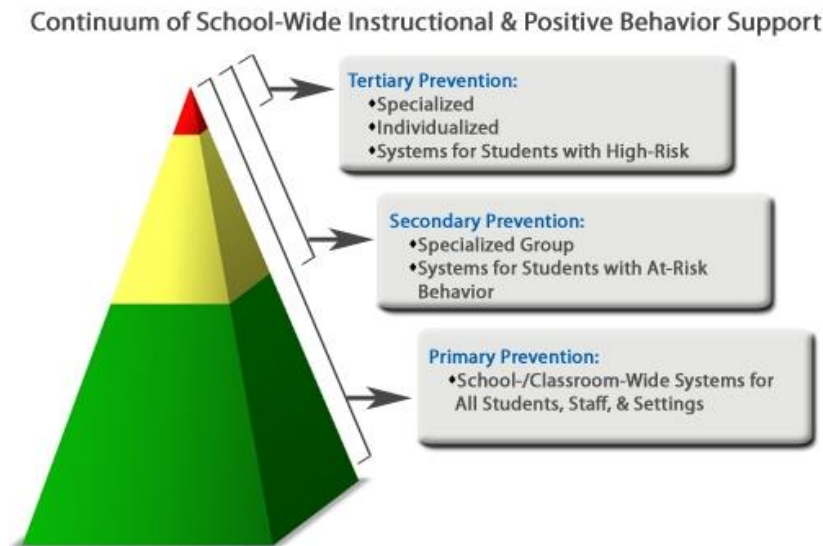 Continuum of School-Wide Instructional & Positive Behavior Support
Tertiary Prevention:
♦Specialized
♦Individualized
♦Systems for Students with High-Risk
Secondary Prevention:
♦Specialized Group
♦Systems for Students with At-Risk
Behavior
Primary Prevention:
♦School-/Classroom-Wide Systems for
All Students, Staff, & Settings